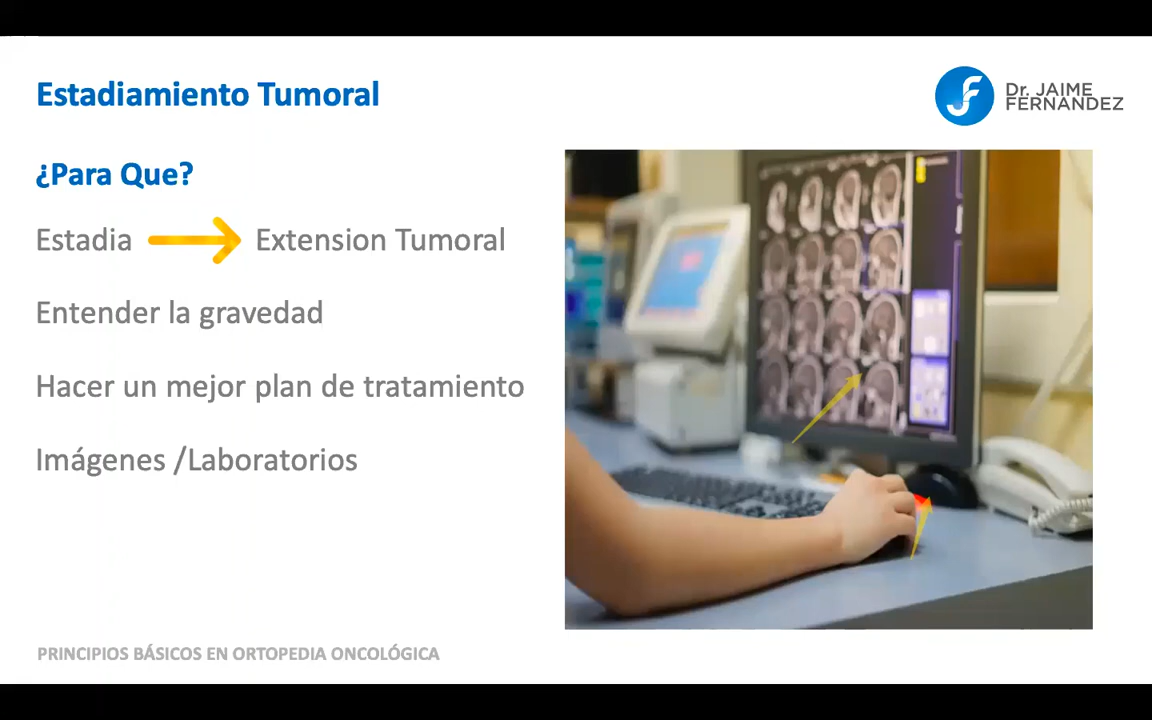 Estadiamiento Tumoral
Dr. JAIME
FERNANDEZ
¿Para Que?
Estadia Extension Tumoral
Entender la gravedad
Hacer un mejor plan de tratamiento
Imágenes /Laboratorios
PRINCIPIOS BÁSICOS EN ORTOPEDIA ONCOLÓGICA